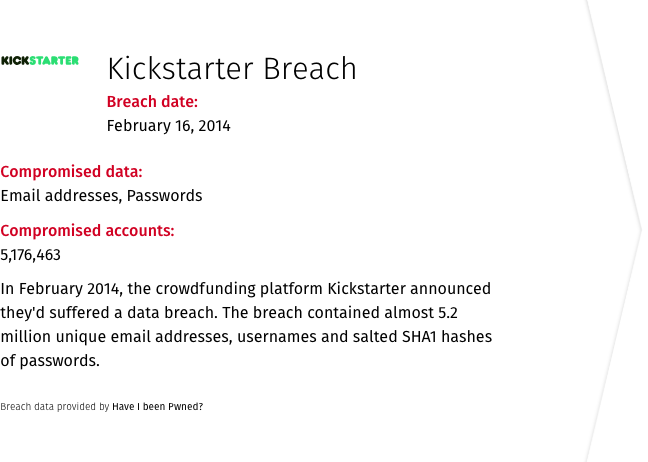 KICKSTARTER
Kickstarter Breach
Breach date:
February 16, 2014
Compromised data:
Email addresses, Passwords
Compromised accounts:
5,176,463
In February 2014, the crowdfunding platform Kickstarter announced
they'd suffered a data breach. The breach contained almost 5.2
million unique email addresses, usernames and salted SHA1 hashes
of passwords.
Breach data provided by Have I been Pwned?